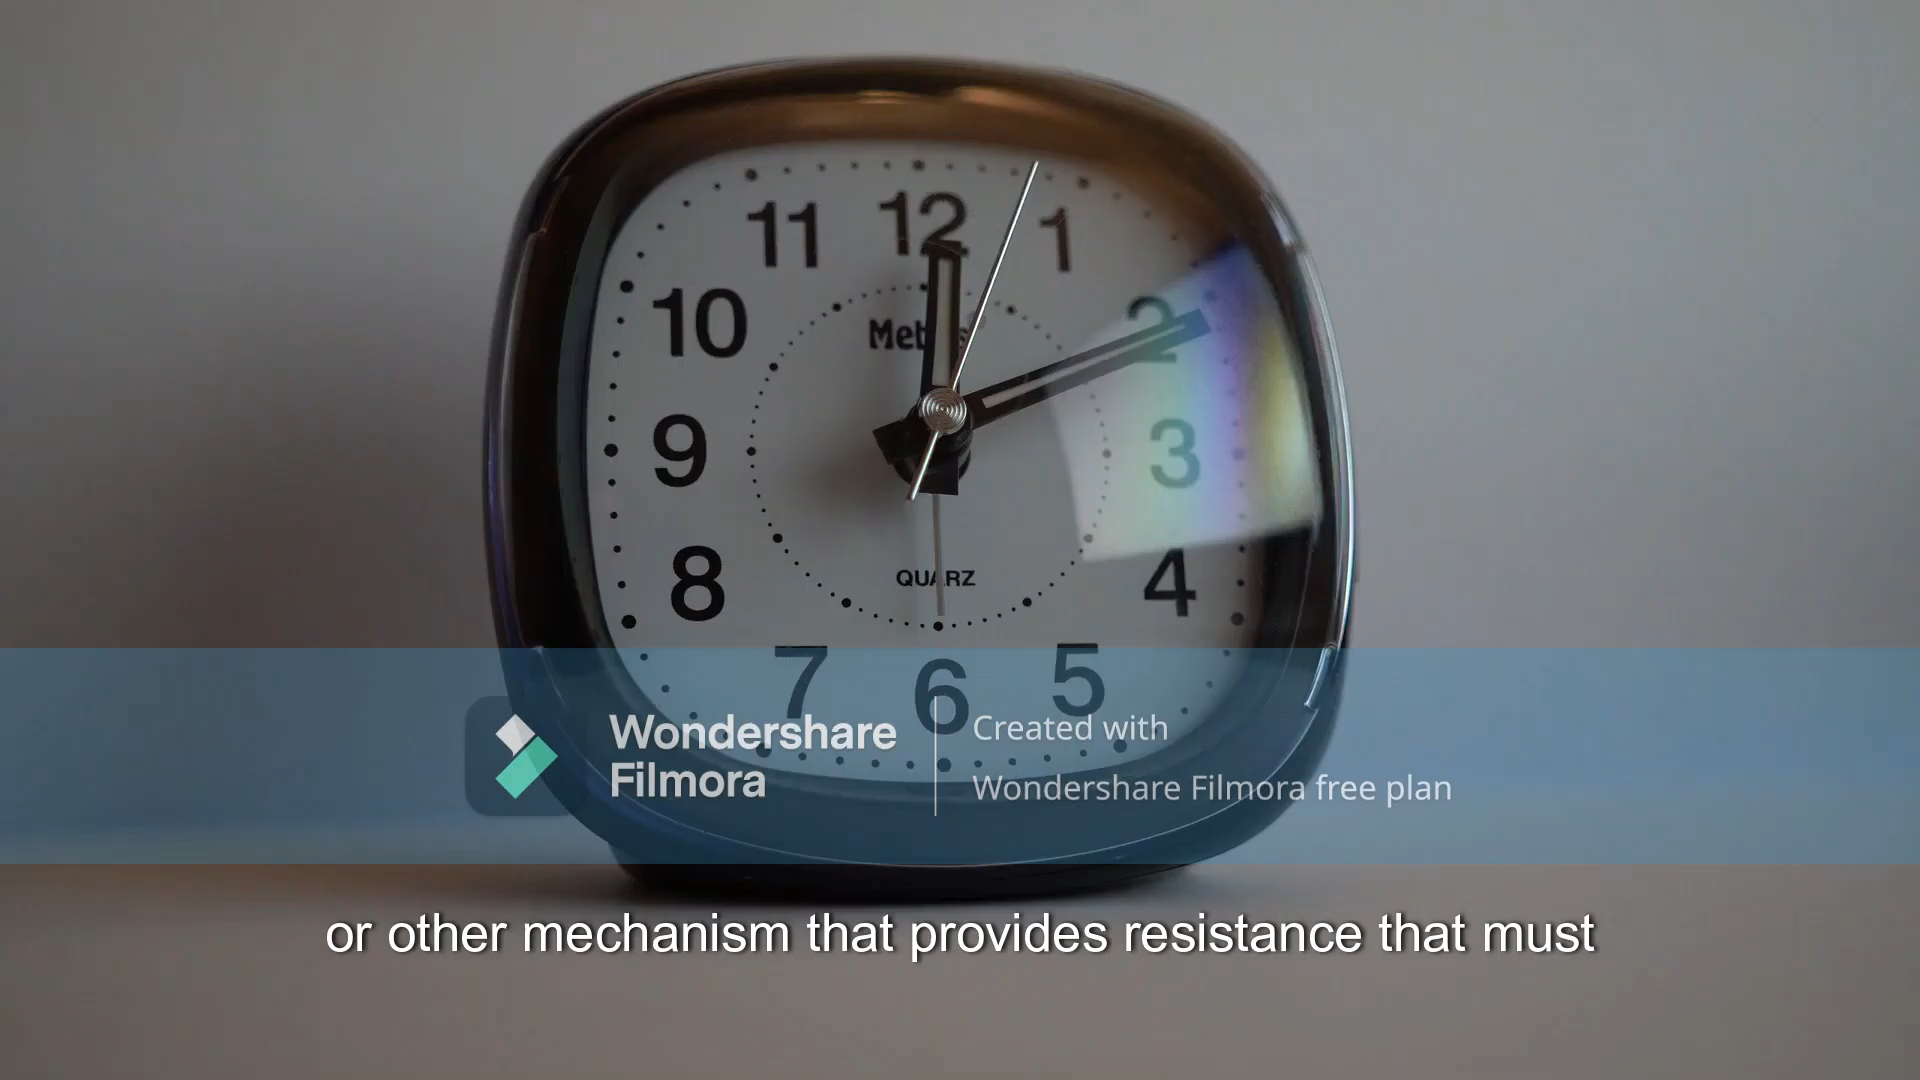 12
11
1
10
2
Met
9
3
QUARZ
8
4
7
5
6
Wondershare
Filmora
Created with
Wondershare Filmora free plan
or other mechanism that provides resistance that must